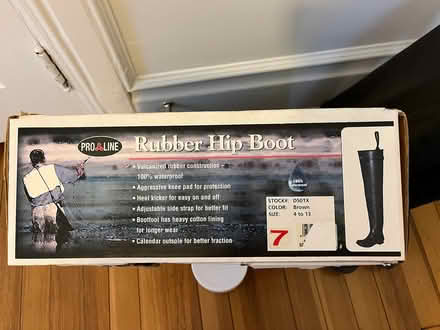 PRO LINE
Rubber Hip Boot
• Vulcanized rubber construction –
100% waterproof
• Aggressive knee pad for protection
• Heel kicker for easy on and off
• Adjustable side strap for better fit
• Bootfoot has heavy cotton lining
for longer wear
• Calendar outsole for better traction
100%
STOCK#: D501X
COLOR: Brown
SIZE: 4 to 13
7